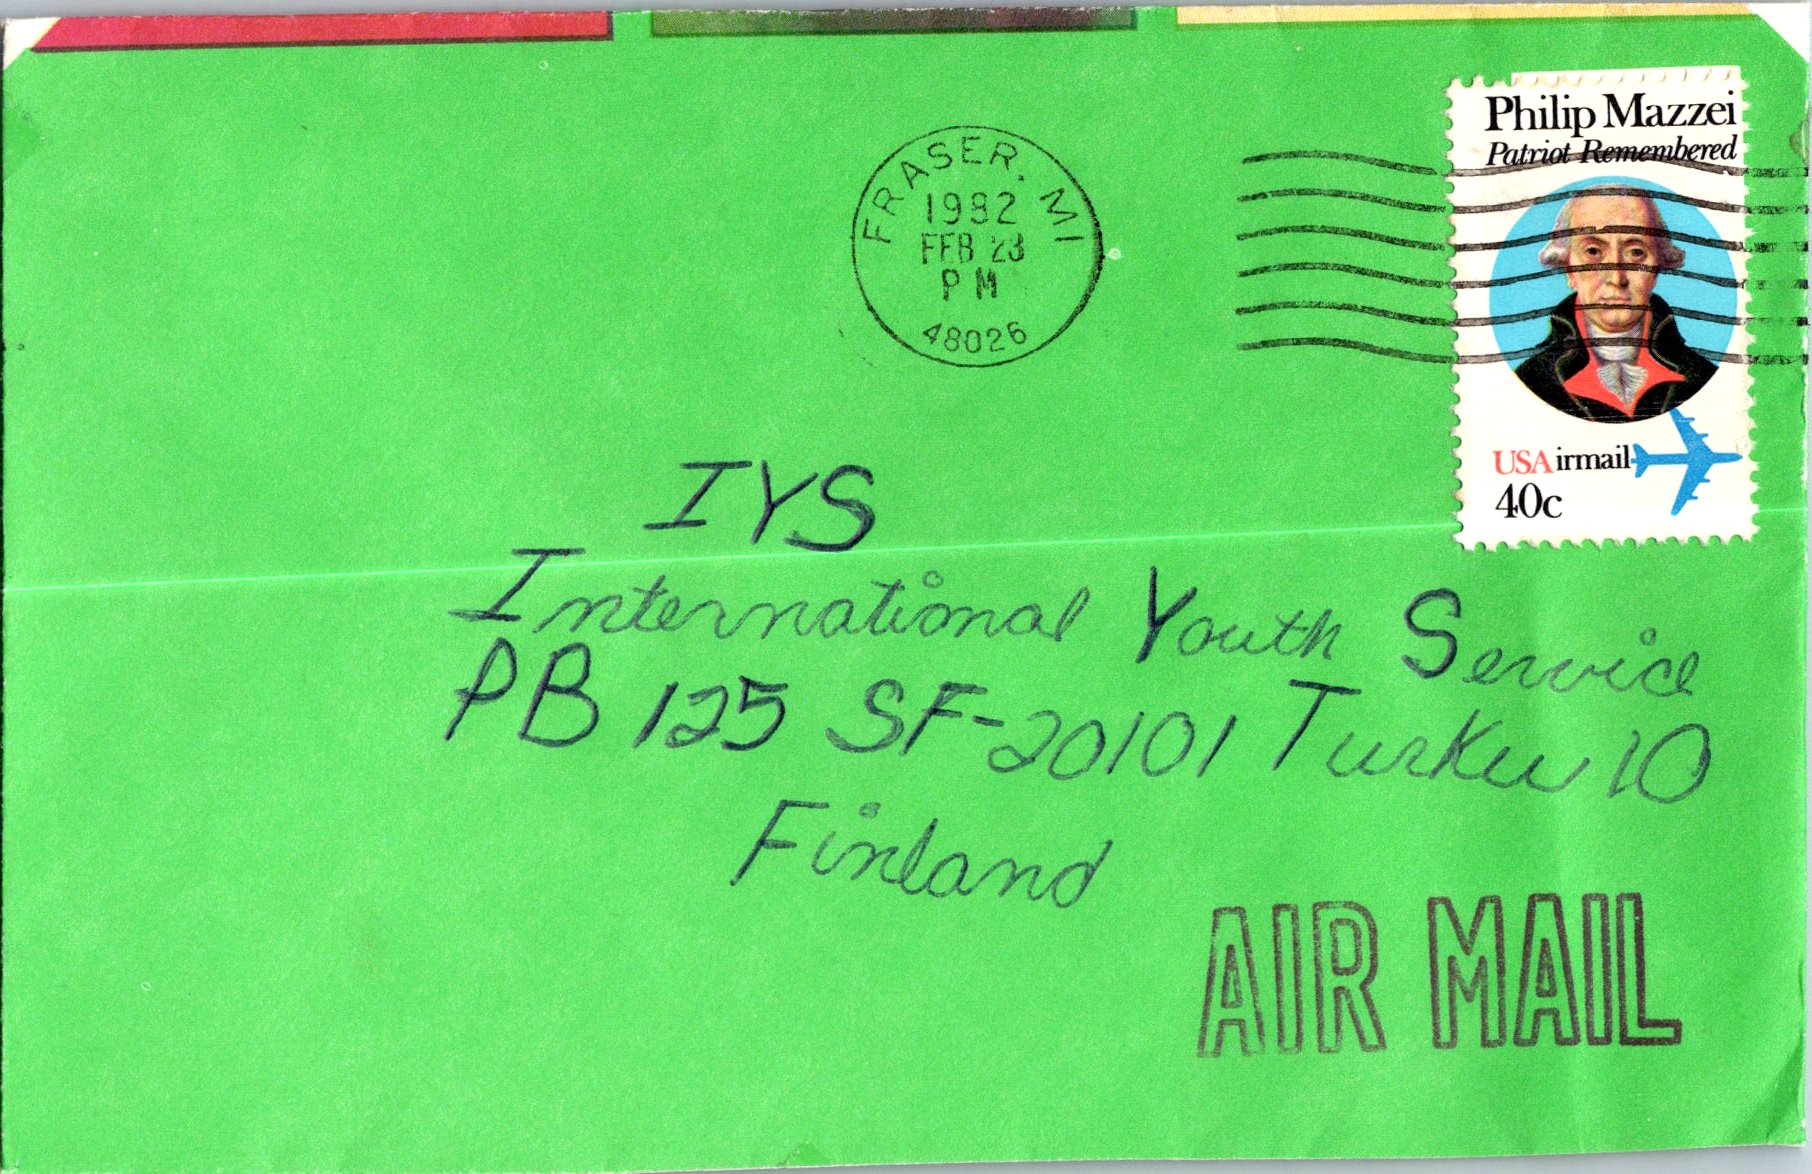 Philip Mazzei
Patriot Remembered
USAirmail
40c
FRASER, MI
1982
FEB 23
PM
48026
IYS
International Youth Service
PB 125 SF-20101 Turku 10
Finland
AIR MAIL